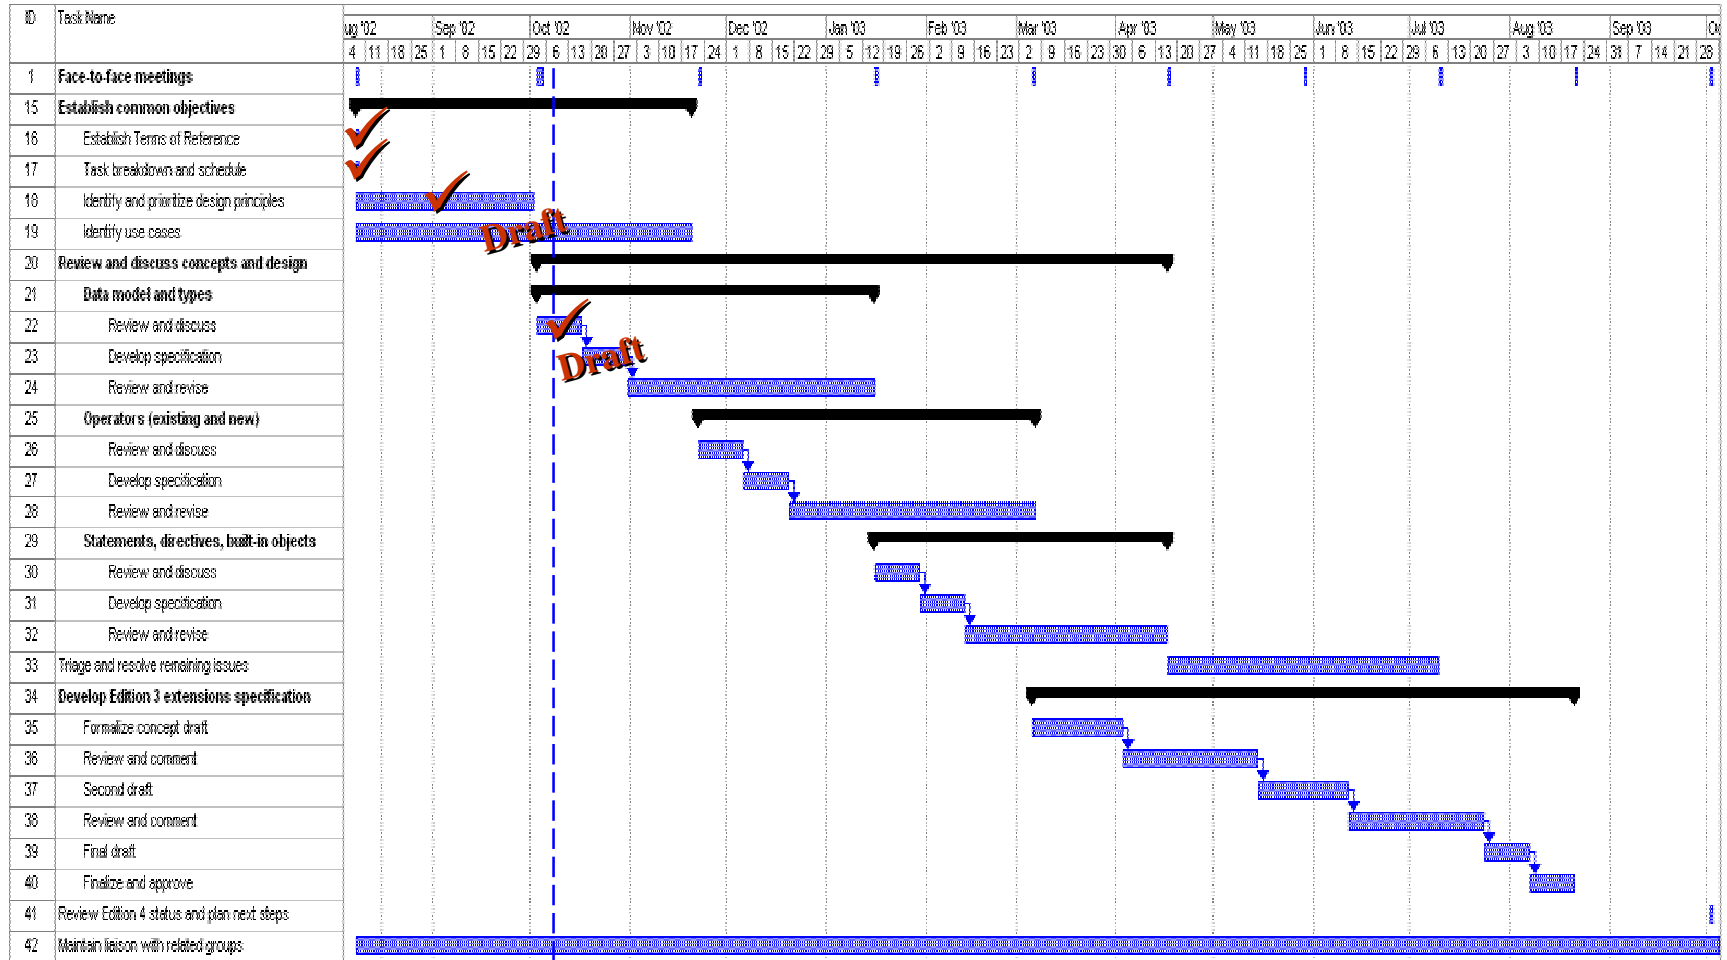 ID Task Name
ug '02 Sep '02 Oct '02 Nov '02 Dec '02 Jan '03 Feb '03 Mar '03 Apr '03 May '03 Jun '03 Jul '03 Aug '03 Sep '03 Oc
4 11 18 25 1 8 15 22 29 6 13 20 27 3 10 17 24 1 8 15 22 29 5 12 19 26 2 9 16 23 2 9 16 23 30 6 13 20 27 4 11 18 25 1 8 15 22 29 6 13 20 27 3 10 17 24 31 7 14 21 28
1 Face-to-face meetings
15 Establish common objectives
16 Establish Terms of Reference
17 Task breakdown and schedule
18 Identify and prioritize design principles
19 Identify use cases Draft
20 Review and discuss concepts and design
21 Data model and types
22 Review and discuss
23 Develop specification Draft
24 Review and revise
25 Operators (existing and new)
26 Review and discuss
27 Develop specification
28 Review and revise
29 Statements, directives, built-in objects
30 Review and discuss
31 Develop specification
32 Review and revise
33 Triage and resolve remaining issues
34 Develop Edition 3 extensions specification
35 Formalize concept draft
36 Review and comment
37 Second draft
38 Review and comment
39 Final draft
40 Finalize and approve
41 Review Edition 4 status and plan next steps
42 Maintain liaison with related groups